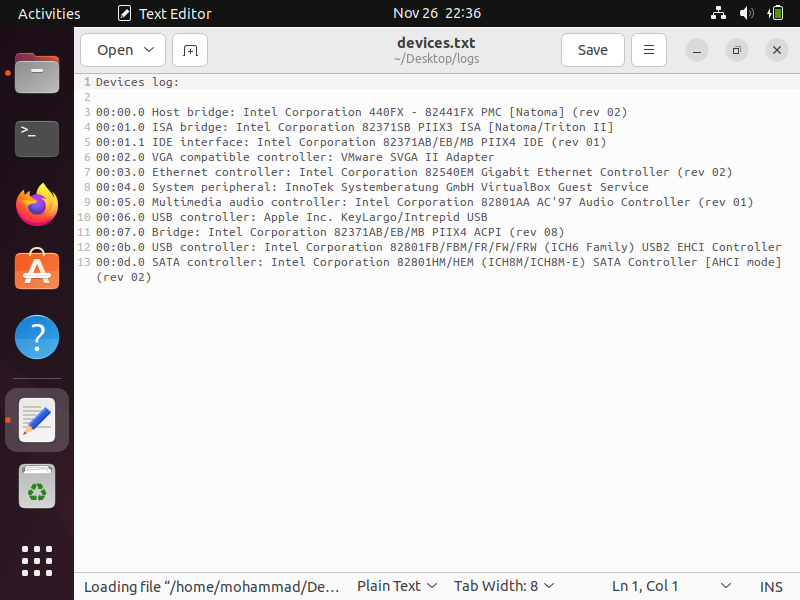 Activities Text Editor Nov 26 22:36
Open devices.txt Save
~/Desktop/logs
1 Devices log:
2
3 00:00.0 Host bridge: Intel Corporation 440FX - 82441FX PMC [Natoma] (rev 02)
4 00:01.0 ISA bridge: Intel Corporation 82371SB PIIX3 ISA [Natoma/Triton II]
5 00:01.1 IDE interface: Intel Corporation 82371AB/EB/MB PIIX4 IDE (rev 01)
6 00:02.0 VGA compatible controller: VMware SVGA II Adapter
7 00:03.0 Ethernet controller: Intel Corporation 82540EM Gigabit Ethernet Controller (rev 02)
8 00:04.0 System peripheral: InnoTek Systemberatung GmbH VirtualBox Guest Service
9 00:05.0 Multimedia audio controller: Intel Corporation 82801AA AC'97 Audio Controller (rev 01)
10 00:06.0 USB controller: Apple Inc. KeyLargo/Intrepid USB
11 00:07.0 Bridge: Intel Corporation 82371AB/EB/MB PIIX4 ACPI (rev 08)
12 00:0b.0 USB controller: Intel Corporation 82801FB/FBM/FR/FW/FRW (ICH6 Family) USB2 EHCI Controller
13 00:0d.0 SATA controller: Intel Corporation 82801HM/HEM (ICH8M/ICH8M-E) SATA Controller [AHCI mode]
(rev 02)
Loading file “/home/mohammad/De… Plain Text Tab Width: 8 Ln 1, Col 1 INS